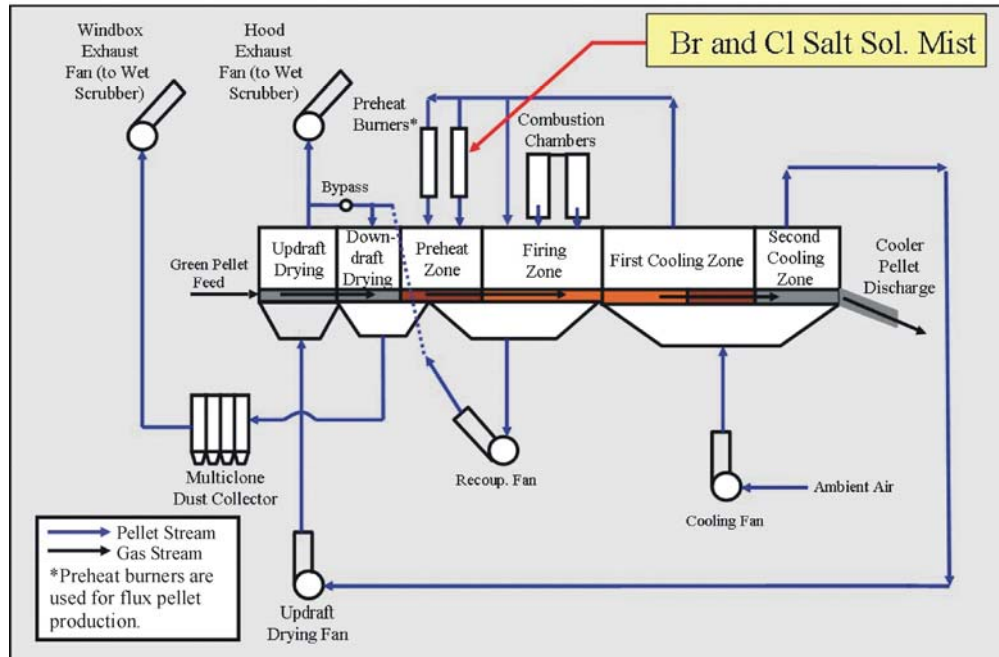 Windbox
Exhaust
Fan (to Wet
Scrubber)
Hood
Exhaust
Fan (to Wet
Scrubber)
Br and Cl Salt Sol. Mist
Preheat
Burners*
Combustion
Chambers
Bypass
Updraft
Drying
Down-
draft
Drying
Preheat
Zone
Firing
Zone
First Cooling Zone
Second
Cooling
Zone
Cooler
Pellet
Discharge
Green Pellet
Feed
Multiclone
Dust Collector
Recoup. Fan
Cooling Fan
Ambient Air
Updraft
Drying Fan
Pellet Stream
Gas Stream
*Preheat burners are
used for flux pellet
production.